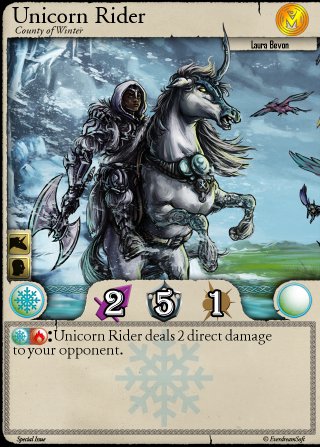 Unicorn Rider
County of Winter
M
Laura Bevon
2 5 1
:Unicorn Rider deals 2 direct damage
to your opponent.
Special Issue
© EverdreamSoft